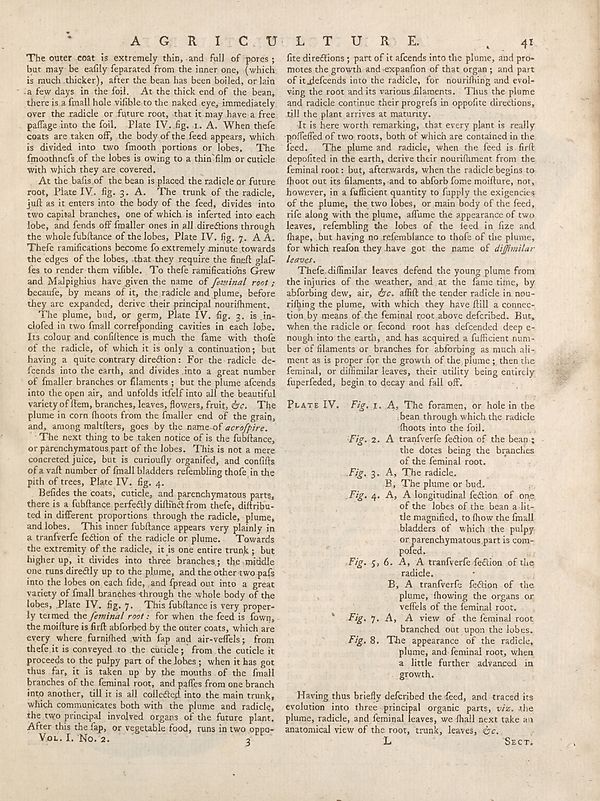 A G R I C U L T U R E. 41
The outer coat is extremely thin, and full of pores ;
but may be eaſily ſeparated from the inner one, (which
is much thicker), after the bean has been boiled, or lain
a few days in the ſoil. At the thick end of the bean,
there is a ſmall hole viſible to the naked eye, immediately
over the radicle or future root, that it may have a free
paſſage into the ſoil. Plate IV. fig. 1. A. When theſe
coats are taken off, the body of the ſeed appears, which
is divided into two ſmooth portions or lobes. The
ſmoothneſs of the lobes is owing to a thin film or cuticle
with which they are covered.
At the baſis of the bean is placed the radicle or future
root, Plate IV. fig. 3. A. The trunk of the radicle,
juſt as it enters into the body of the ſeed, divides into
two capital branches, one of which is inſerted into each
lobe, and ſends off ſmaller ones in all directions through
the whole ſubſtance of the lobes, Plate IV. fig. 7. A A.
Theſe ramifications become ſo extremely minute towards
the edges of the lobes, that they require the fineſt glaſ-
ſes to render them viſible. To theſe ramifications Grew
and Malpighius have given the name of ſeminal root ;
becauſe, by means of it, the radicle and plume, before
they are expanded, derive their principal nouriſhment.
The plume, bud, or germ, Plate IV. fig. 3. is in-
cloſed in two ſmall correſponding cavities in each lobe.
Its colour and conſiſtence is much the ſame with thoſe
of the radicle, of which it is only a continuation ; but
having a quite contrary direction : For the radicle de-
ſcends into the earth, and divides into a great number
of ſmaller branches or filaments ; but the plume aſcends
into the open air, and unfolds itſelf into all the beautiful
variety of ſtem, branches, leaves, flowers, fruit, &c. The
plume in corn ſhoots from the ſmaller end of the grain,
and, among maltſters, goes by the name of acroſpire.
The next thing to be taken notice of is the ſubſtance,
or parenchymatous part of the lobes. This is not a mere
concreted juice, but is curiouſly organiſed, and conſiſts
of a vaſt number of ſmall bladders reſembling thoſe in the
pith of trees, Plate IV. fig. 4.
Beſides the coats, cuticle, and parenchymatous parts,
there is a ſubſtance perfectly diſtinct from theſe, diſtribu-
ted in different proportions through the radicle, plume,
and lobes. This inner ſubſtance appears very plainly in
a tranſverſe ſection of the radicle or plume. Towards
the extremity of the radicle, it is one entire trunk ; but
higher up, it divides into three branches ; the middle
one runs directly up to the plume, and the other two paſs
into the lobes on each ſide, and ſpread out into a great
variety of ſmall branches through the whole body of the
lobes, Plate IV. fig. 7. This ſubſtance is very proper-
ly termed the ſeminal root : for when the ſeed is ſown,
the moiſture is firſt abſorbed by the outer coats, which are
every where furniſhed with ſap and air-veſſels ; from
theſe it is conveyed to the cuticle ; from the cuticle it
proceeds to the pulpy part of the lobes ; when it has got
thus far, it is taken up by the mouths of the ſmall
branches of the ſeminal root, and paſſes from one branch
into another, till it is all collected into the main trunk,
which communicates both with the plume and radicle,
the two principal involved organs of the future plant.
After this the ſap, or vegetable food, runs in two oppo-
VOL. I. No. 2. 3
ſite directions ; part of it aſcends into the plume, and pro-
motes the growth and expanſion of that organ ; and part
of it deſcends into the radicle, for nouriſhing and evol-
ving the root and its various filaments. Thus the plume
and radicle continue their progreſs in oppoſite directions,
till the plant arrives at maturity.
It is here worth remarking, that every plant is really
poſſeſſed of two roots, both of which are contained in the
ſeed. The plume and radicle, when the ſeed is firſt
depoſited in the earth, derive their nouriſhment from the
ſeminal root : but, afterwards, when the radicle begins to
ſhoot out its filaments, and to abſorb ſome moiſture, not,
however, in a ſufficient quantity to ſupply the exigencies
of the plume, the two lobes, or main body of the ſeed,
riſe along with the plume, aſſume the appearance of two
leaves, reſembling the lobes of the ſeed in ſize and
ſhape, but having no reſemblance to thoſe of the plume,
for which reaſon they have got the name of diſſimilar
leaves.
Theſe diſſimilar leaves defend the young plume from
the injuries of the weather, and at the ſame time, by
abſorbing dew, air, &c. aſſiſt the tender radicle in nou-
riſhing the plume, with which they have ſtill a connec-
tion by means of the ſeminal root above deſcribed. But,
when the radicle or ſecond root has deſcended deep e-
nough into the earth, and has acquired a ſufficient num-
ber of filaments or branches for abſorbing as much ali-
ment as is proper for the growth of the plume ; then the
ſeminal, or diſſimilar leaves, their utility being entirely
ſuperſeded, begin to decay and fall off.
PLATE IV. Fig. 1. A, The foramen, or hole in the
bean through which the radicle
ſhoots into the ſoil.
Fig. 2. A tranſverſe ſection of the bean ;
the dotes being the branches
of the ſeminal root.
Fig. 3. A, The radicle.
B, The plume or bud.
Fig. 4. A, A longitudinal ſection of one
of the lobes of the bean a lit-
tle magnified, to ſhow the ſmall
bladders of which the pulpy
or parenchymatous part is com-
poſed.
Fig. 5, 6. A, A tranſverſe ſection of the
radicle.
B, A tranſverſe ſection of the
plume, ſhowing the organs or
veſſels of the ſeminal root.
Fig. 7. A, A view of the ſeminal root
branched out upon the lobes.
Fig. 8. The appearance of the radicle,
plume, and ſeminal root, when
a little further advanced in
growth.
Having thus briefly deſcribed the ſeed, and traced its
evolution into three principal organic parts, viz. the
plume, radicle, and ſeminal leaves, we ſhall next take an
anatomical view of the root, trunk, leaves, &c.
L SECT.